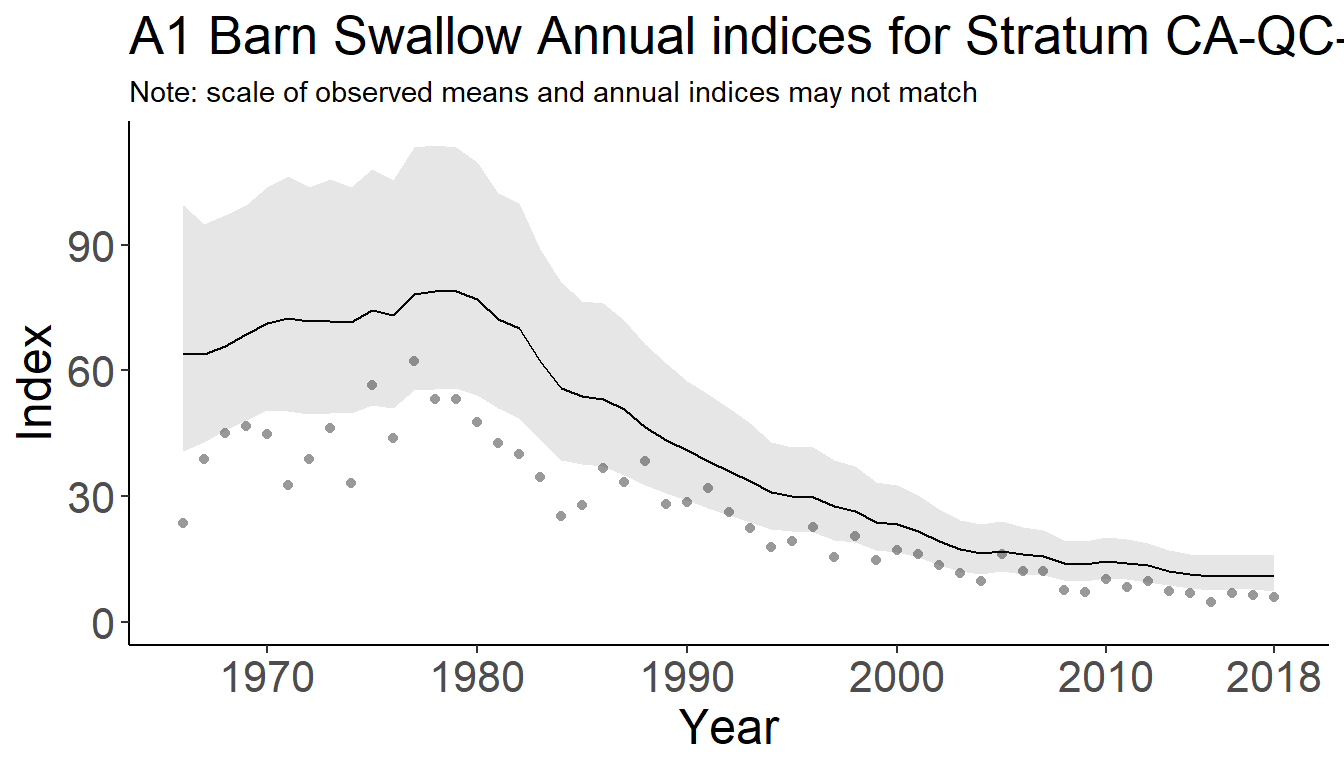 A1 Barn Swallow Annual indices for Stratum CA-QC-
Note: scale of observed means and annual indices may not match
Index
90
60
30
0
1970 1980 1990 2000 2010 2018
Year